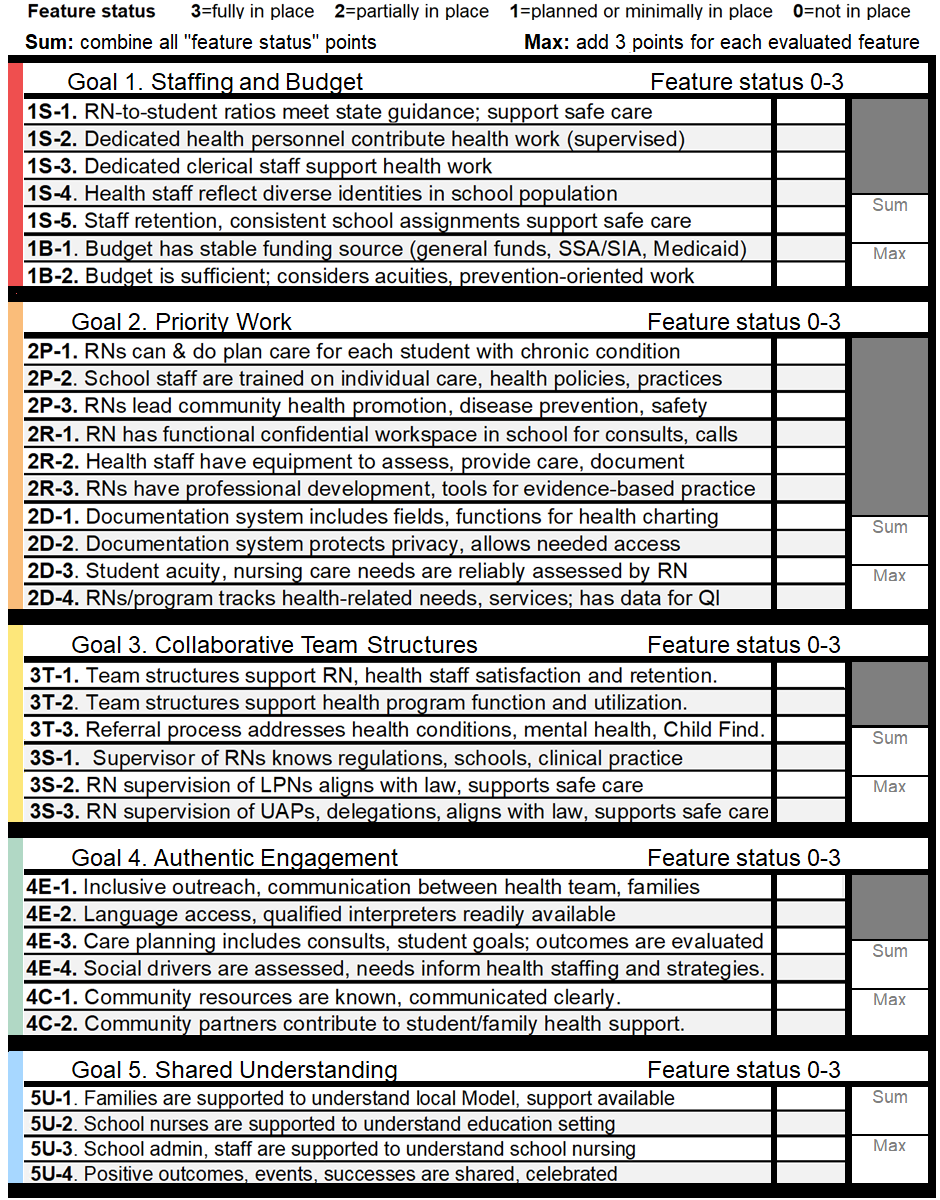 Feature status 3=fully in place 2=partially in place 1=planned or minimally in place 0=not in place
Sum: combine all "feature status" points Max: add 3 points for each evaluated feature
Goal 1. Staffing and Budget Feature status 0-3
1S-1. RN-to-student ratios meet state guidance; support safe care
1S-2. Dedicated health personnel contribute health work (supervised)
1S-3. Dedicated clerical staff support health work
1S-4. Health staff reflect diverse identities in school population
Sum
1S-5. Staff retention, consistent school assignments support safe care
1B-1. Budget has stable funding source (general funds, SSA/SIA, Medicaid)
Max
1B-2. Budget is sufficient; considers acuities, prevention-oriented work
Goal 2. Priority Work Feature status 0-3
2P-1. RNs can & do plan care for each student with chronic condition
2P-2. School staff are trained on individual care, health policies, practices
2P-3. RNs lead community health promotion, disease prevention, safety
2R-1. RN has functional confidential workspace in school for consults, calls
2R-2. Health staff have equipment to assess, provide care, document
2R-3. RNs have professional development, tools for evidence-based practice
2D-1. Documentation system includes fields, functions for health charting
Sum
2D-2. Documentation system protects privacy, allows needed access
2D-3. Student acuity, nursing care needs are reliably assessed by RN
Max
2D-4. RNs/program tracks health-related needs, services; has data for QI
Goal 3. Collaborative Team Structures Feature status 0-3
3T-1. Team structures support RN, health staff satisfaction and retention.
3T-2. Team structures support health program function and utilization.
3T-3. Referral process addresses health conditions, mental health, Child Find.
Sum
3S-1. Supervisor of RNs knows regulations, schools, clinical practice
3S-2. RN supervision of LPNs aligns with law, supports safe care
Max
3S-3. RN supervision of UAPs, delegations, aligns with law, supports safe care
Goal 4. Authentic Engagement Feature status 0-3
4E-1. Inclusive outreach, communication between health team, families
4E-2. Language access, qualified interpreters readily available
4E-3. Care planning includes consults, student goals; outcomes are evaluated
Sum
4E-4. Social drivers are assessed, needs inform health staffing and strategies.
4C-1. Community resources are known, communicated clearly.
Max
4C-2. Community partners contribute to student/family health support.
Goal 5. Shared Understanding Feature status 0-3
5U-1. Families are supported to understand local Model, support available
Sum
5U-2. School nurses are supported to understand education setting
5U-3. School admin, staff are supported to understand school nursing
Max
5U-4. Positive outcomes, events, successes are shared, celebrated